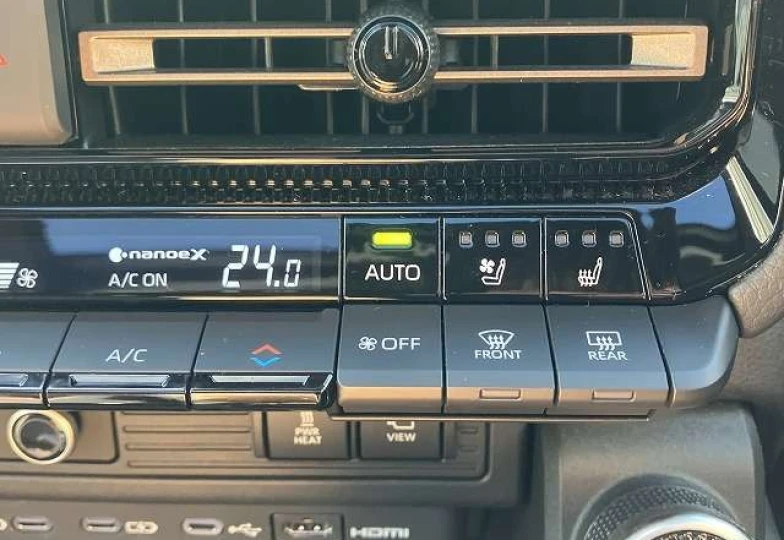 nanoeX
A/C ON
24.0
AUTO
A/C
OFF
FRONT
REAR
PWR
HEAT
VIEW
HDMI